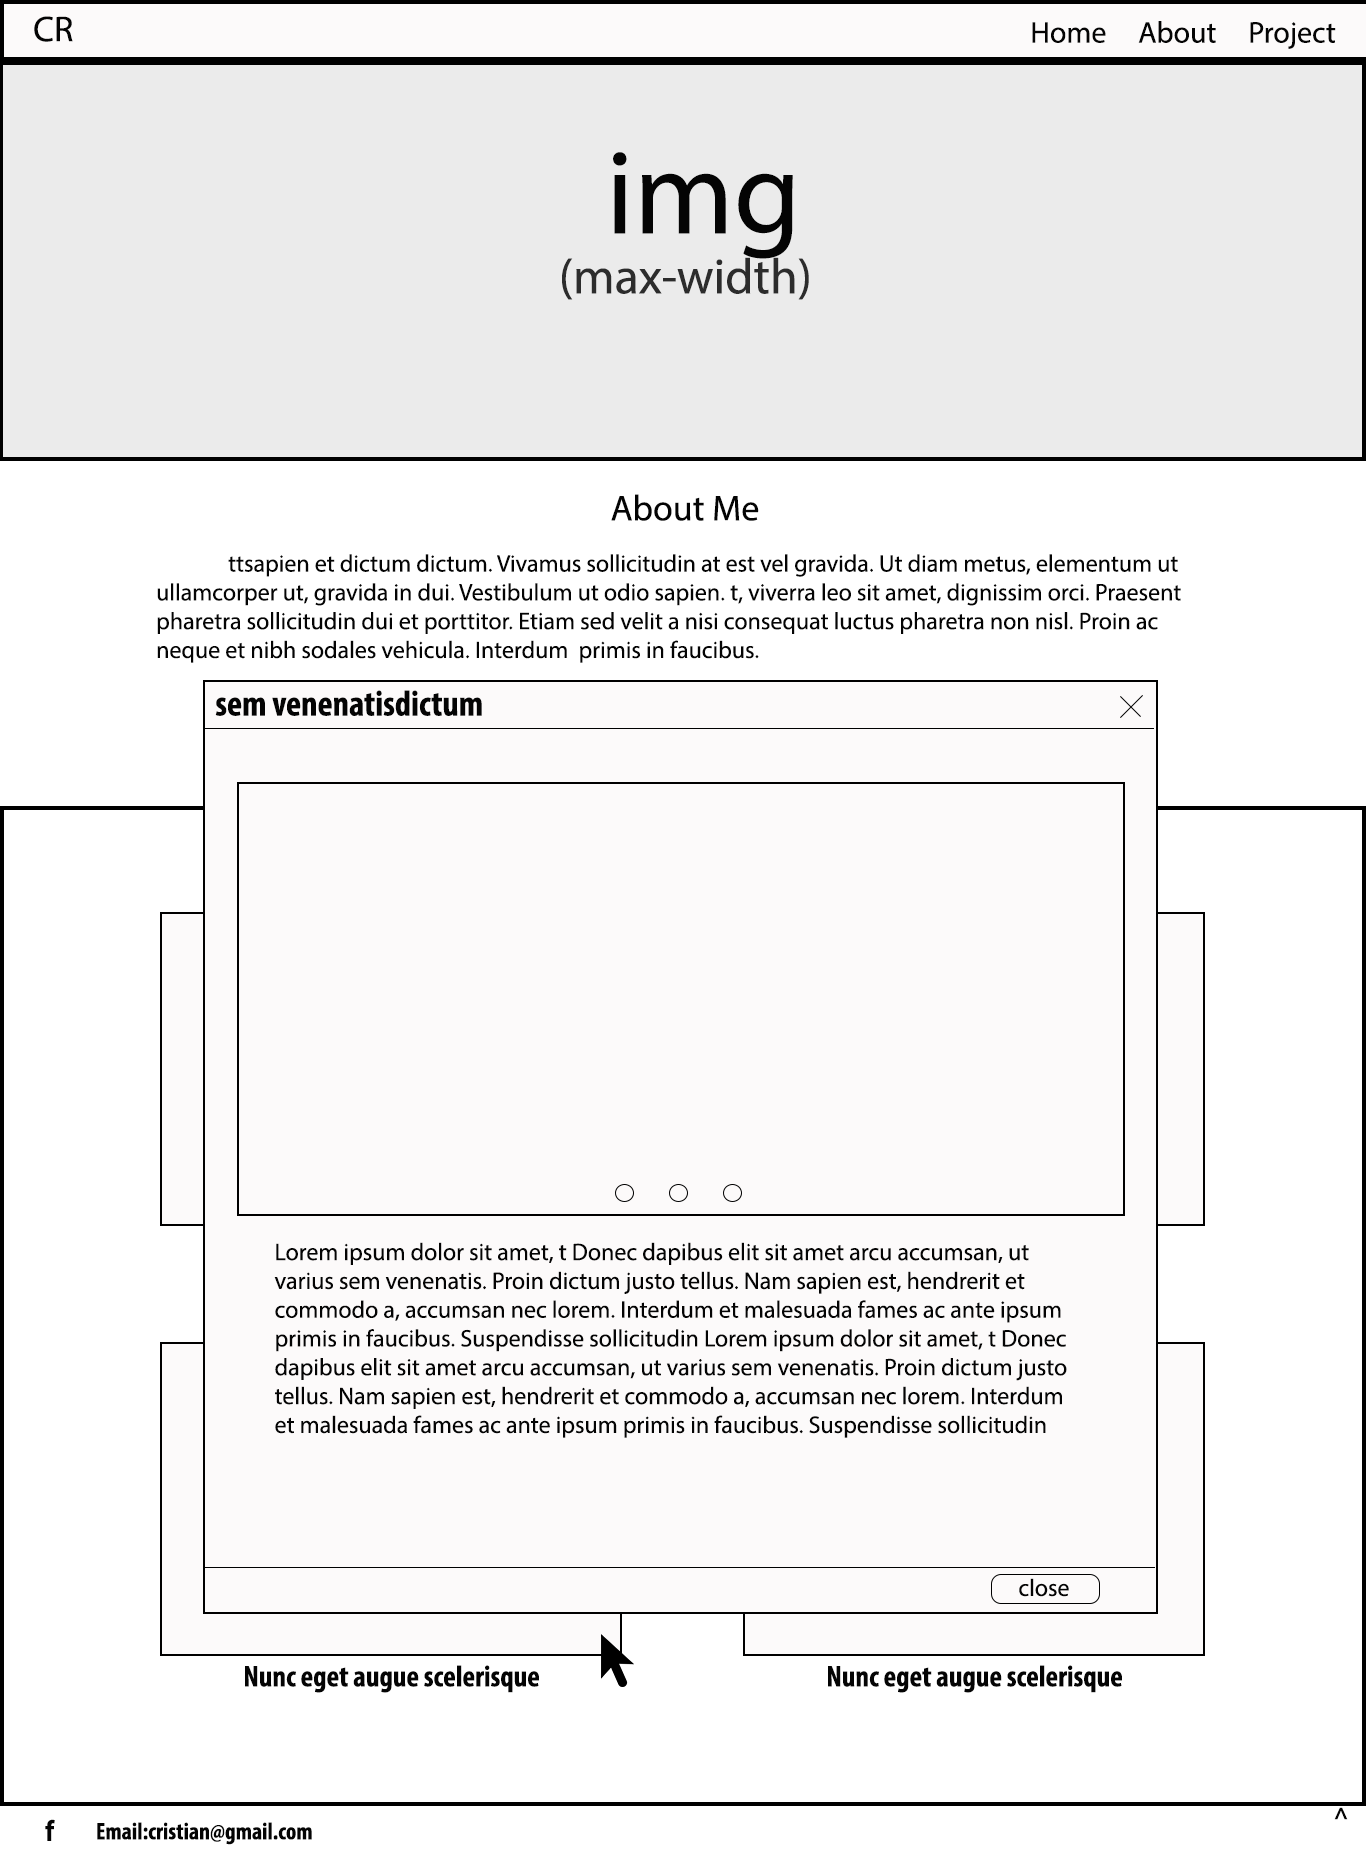 CR
Home About Project
img
(max-width)
About Me
ttsapien et dictum dictum. Vivamus sollicitudin at est vel gravida. Ut diam metus, elementum ut
ullamcorper ut, gravida in dui. Vestibulum ut odio sapien. t, viverra leo sit amet, dignissim orci. Praesent
pharetra sollicitudin dui et porttitor. Etiam sed velit a nisi consequat luctus pharetra non nisl. Proin ac
neque et nibh sodales vehicula. Interdum  primis in faucibus.
sem venenatisdictum
Lorem ipsum dolor sit amet, t Donec dapibus elit sit amet arcu accumsan, ut
varius sem venenatis. Proin dictum justo tellus. Nam sapien est, hendrerit et
commodo a, accumsan nec lorem. Interdum et malesuada fames ac ante ipsum
primis in faucibus. Suspendisse sollicitudin Lorem ipsum dolor sit amet, t Donec
dapibus elit sit amet arcu accumsan, ut varius sem venenatis. Proin dictum justo
tellus. Nam sapien est, hendrerit et commodo a, accumsan nec lorem. Interdum
et malesuada fames ac ante ipsum primis in faucibus. Suspendisse sollicitudin
close
Nunc eget augue scelerisque
Nunc eget augue scelerisque
^
f Email:cristian@gmail.com